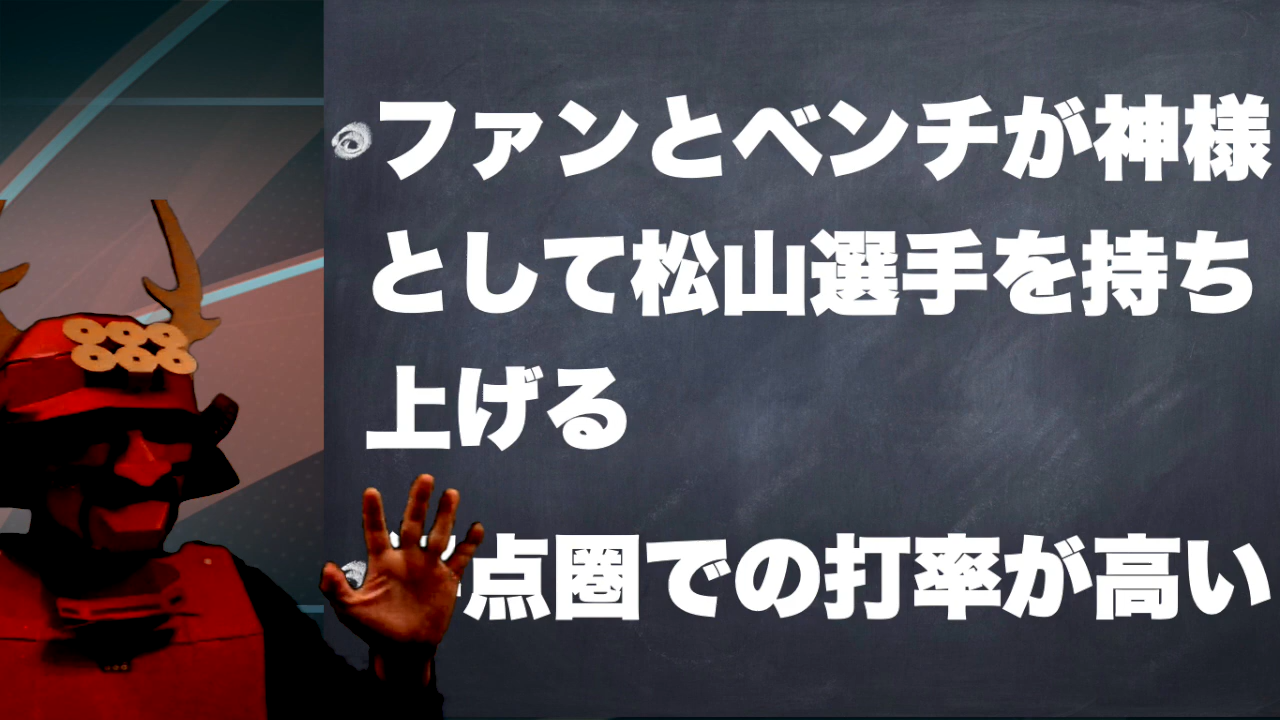 ファンとベンチが神様
として松山選手を持ち
上げる
点圏での打率が高い